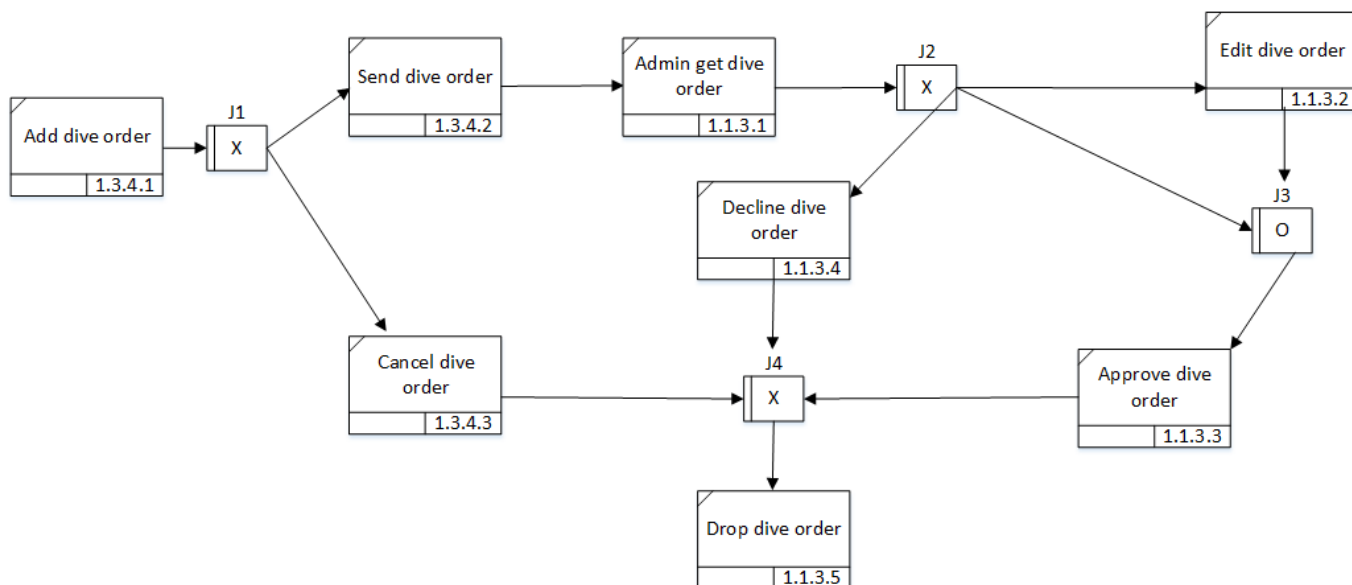 Add dive order
1.3.4.1
J1
X
Send dive order
1.3.4.2
Admin get dive
order
1.1.3.1
J2
X
Edit dive order
1.1.3.2
Decline dive
order
1.1.3.4
J3
O
Cancel dive
order
1.3.4.3
J4
X
Approve dive
order
1.1.3.3
Drop dive order
1.1.3.5